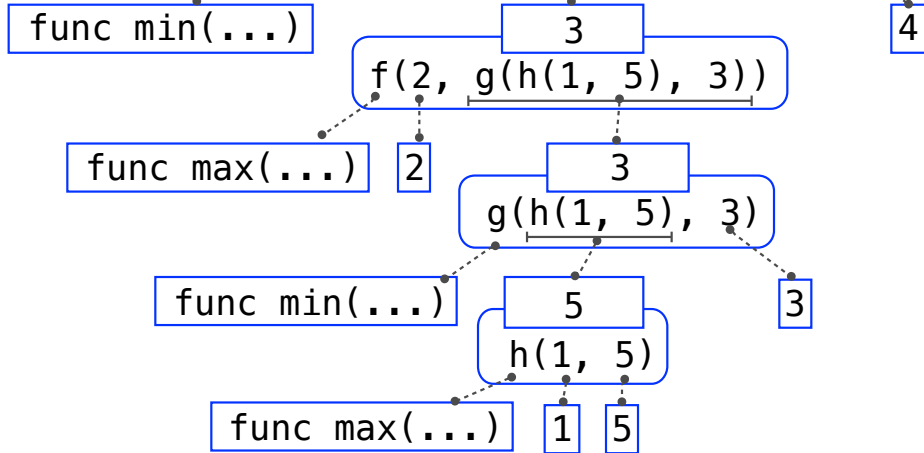 func min(...)
3
4
f(2, g(h(1, 5), 3))
func max(...)
2
3
g(h(1, 5), 3)
func min(...)
5
3
h(1, 5)
func max(...)
1
5